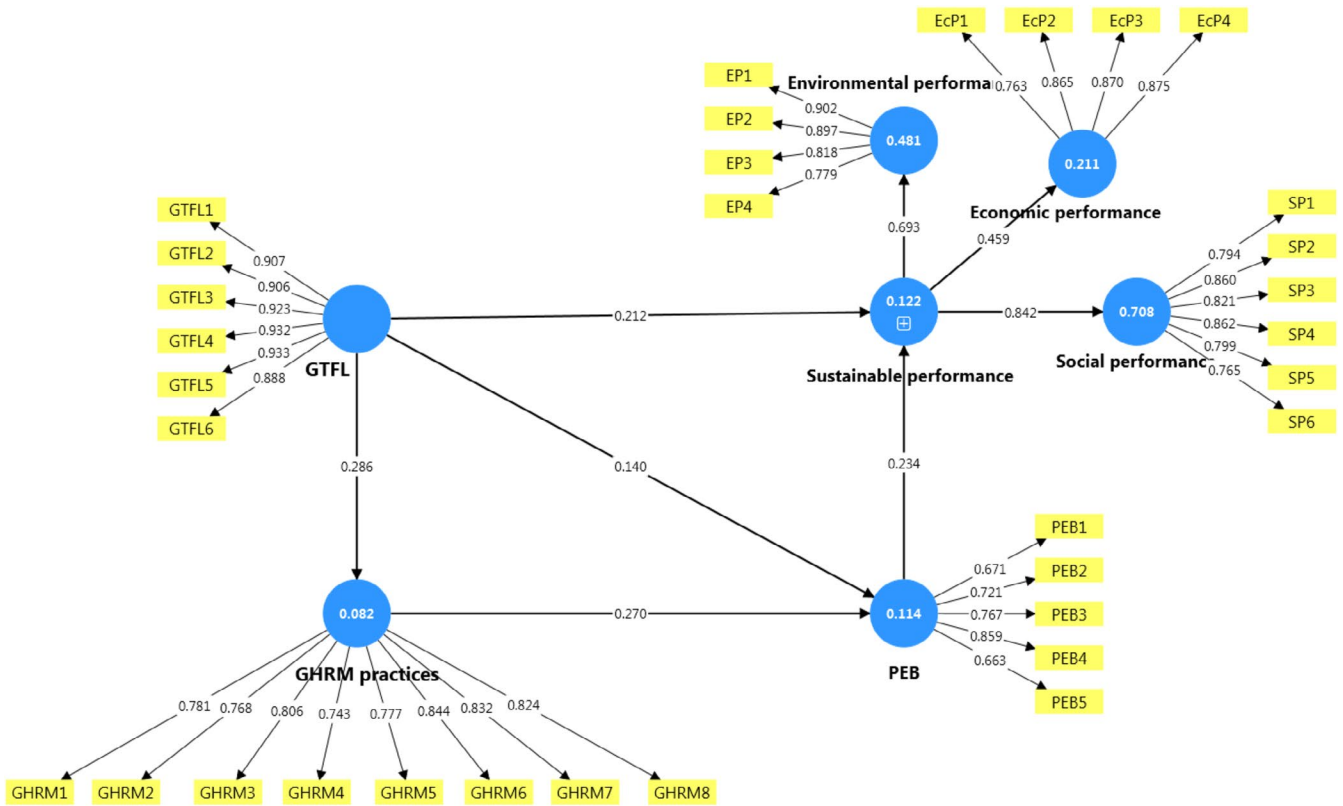 EcP1
EcP2
EcP3
EcP4
0.763
0.865
0.870
0.875
0.211
Economic performance
EP1
EP2
EP3
EP4
Environmental performa
0.902
0.897
0.818
0.779
0.481
0.693
0.459
SP1
SP2
SP3
SP4
SP5
SP6
0.794
0.860
0.821
0.862
0.799
0.765
0.708
Social performanc
0.842
0.122
Sustainable performance
GTFL1
GTFL2
GTFL3
GTFL4
GTFL5
GTFL6
0.907
0.906
0.923
0.932
0.933
0.888
GTFL
0.212
0.286
0.140
0.234
0.082
GHRM practices
0.270
0.114
PEB
PEB1
PEB2
PEB3
PEB4
PEB5
0.671
0.721
0.767
0.859
0.663
0.781
0.768
0.806
0.743
0.777
0.844
0.832
0.824
GHRM1
GHRM2
GHRM3
GHRM4
GHRM5
GHRM6
GHRM7
GHRM8